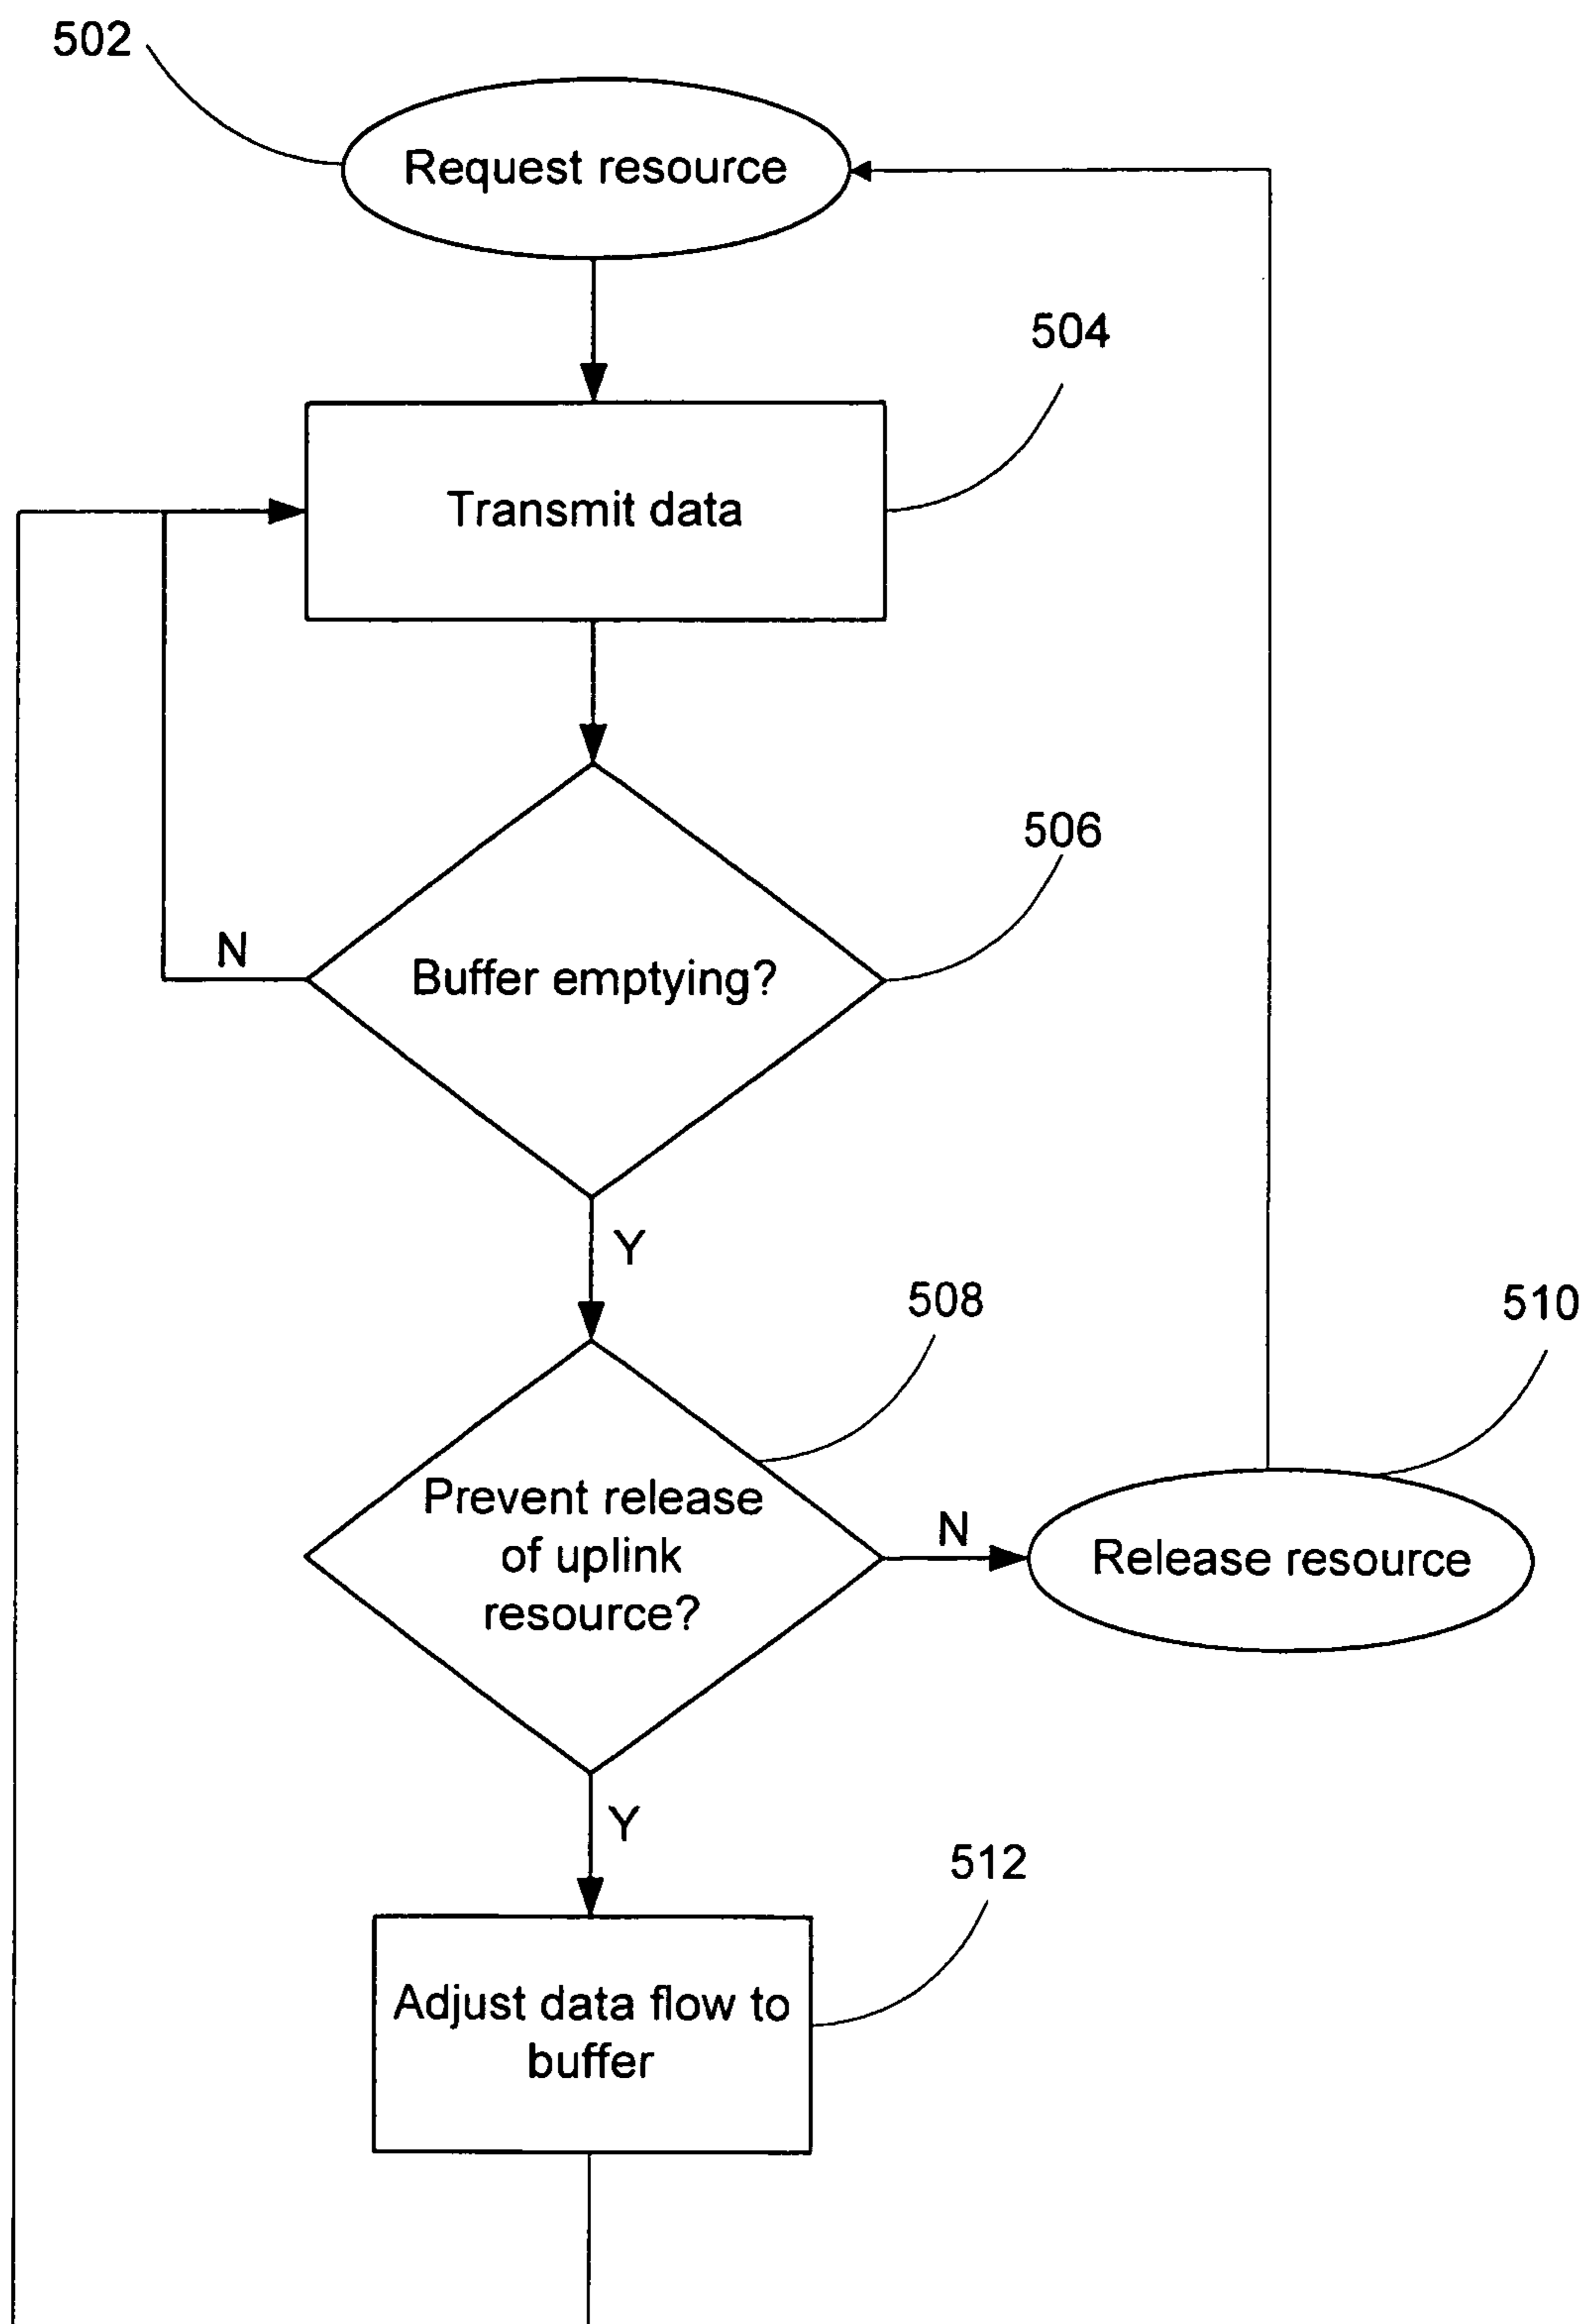 502
Request resource
504
Transmit data
506
N
Buffer emptying?
Y
508
510
Prevent release
of uplink
resource?
N
Release resource
Y
512
Adjust data flow to
buffer